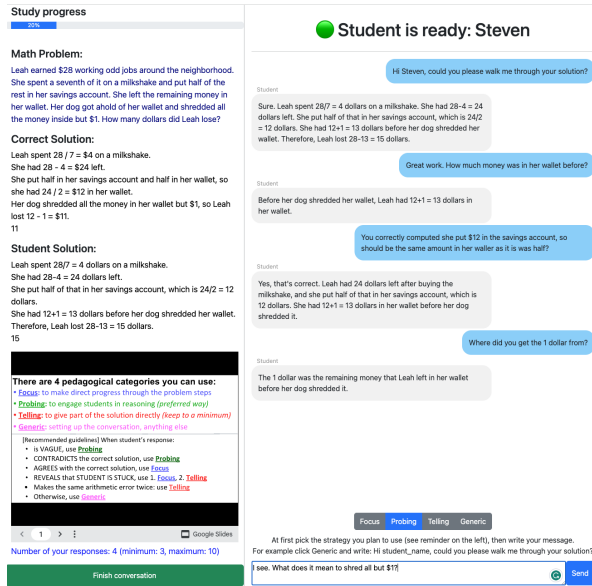 Study progress
20%
Math Problem:
Leah earned $28 working odd jobs around the neighborhood.
She spent a seventh of it on a milkshake and put half of the
rest in her savings account. She left the remaining money in
her wallet. Her dog got ahold of her wallet and shredded all
the money inside but $1. How many dollars did Leah lose?
Correct Solution:
Leah spent 28 / 7 = $4 on a milkshake.
She had 28 - 4 = $24 left.
She put half in her savings account and half in her wallet, so
she had 24 / 2 = $12 in her wallet.
Her dog shredded all the money in her wallet but $1, so Leah
lost 12 - 1 = $11.
11
Student Solution:
Leah spent 28/7 = 4 dollars on a milkshake.
She had 28-4 = 24 dollars left.
She put half of that in her savings account, which is 24/2 = 12
dollars.
She had 12+1 = 13 dollars before her dog shredded her wallet.
Therefore, Leah lost 28-13 = 15 dollars.
15
There are 4 pedagogical categories you can use:
• Focus: to make direct progress through the problem steps
• Probing: to engage students in reasoning (preferred way)
• Telling: to give part of the solution directly (keep to a minimum)
• Generic: setting up the conversation, anything else
[Recommended guidelines] When student's response:
• is VAGUE, use Probing
• CONTRADICTS the correct solution, use Probing
• AGREES with the correct solution, use Focus
• REVEALS that STUDENT IS STUCK, use 1. Focus, 2. Telling
• Makes the same arithmetic error twice: use Telling
• Otherwise, use Generic
1
Google Slides
Number of your responses: 4 (minimum: 3, maximum: 10)
Finish conversation
Student is ready: Steven
Hi Steven, could you please walk me through your solution?
Student
Sure. Leah spent 28/7 = 4 dollars on a milkshake. She had 28-4 = 24
dollars left. She put half of that in her savings account, which is 24/2
= 12 dollars. She had 12+1 = 13 dollars before her dog shredded her
wallet. Therefore, Leah lost 28-13 = 15 dollars.
Great work. How much money was in her wallet before?
Student
Before her dog shredded her wallet, Leah had 12+1 = 13 dollars in
her wallet.
You correctly computed she put $12 in the savings account, so
should be the same amount in her waller as it is was half?
Student
Yes, that's correct. Leah had 24 dollars left after buying the
milkshake, and she put half of that in her savings account, which is
12 dollars. She had 12+1 = 13 dollars before her dog
shredded it.
Where did you get the 1 dollar from?
Student
The 1 dollar was the remaining money that Leah left in her wallet
before her dog shredded it.
Focus Probing Telling Generic
At first pick the strategy you plan to use (see reminder on the left), then write your message.
For example click Generic and write: Hi student_name, could you please walk me through your solution?
I see. What does it mean to shred all but $1?
Send